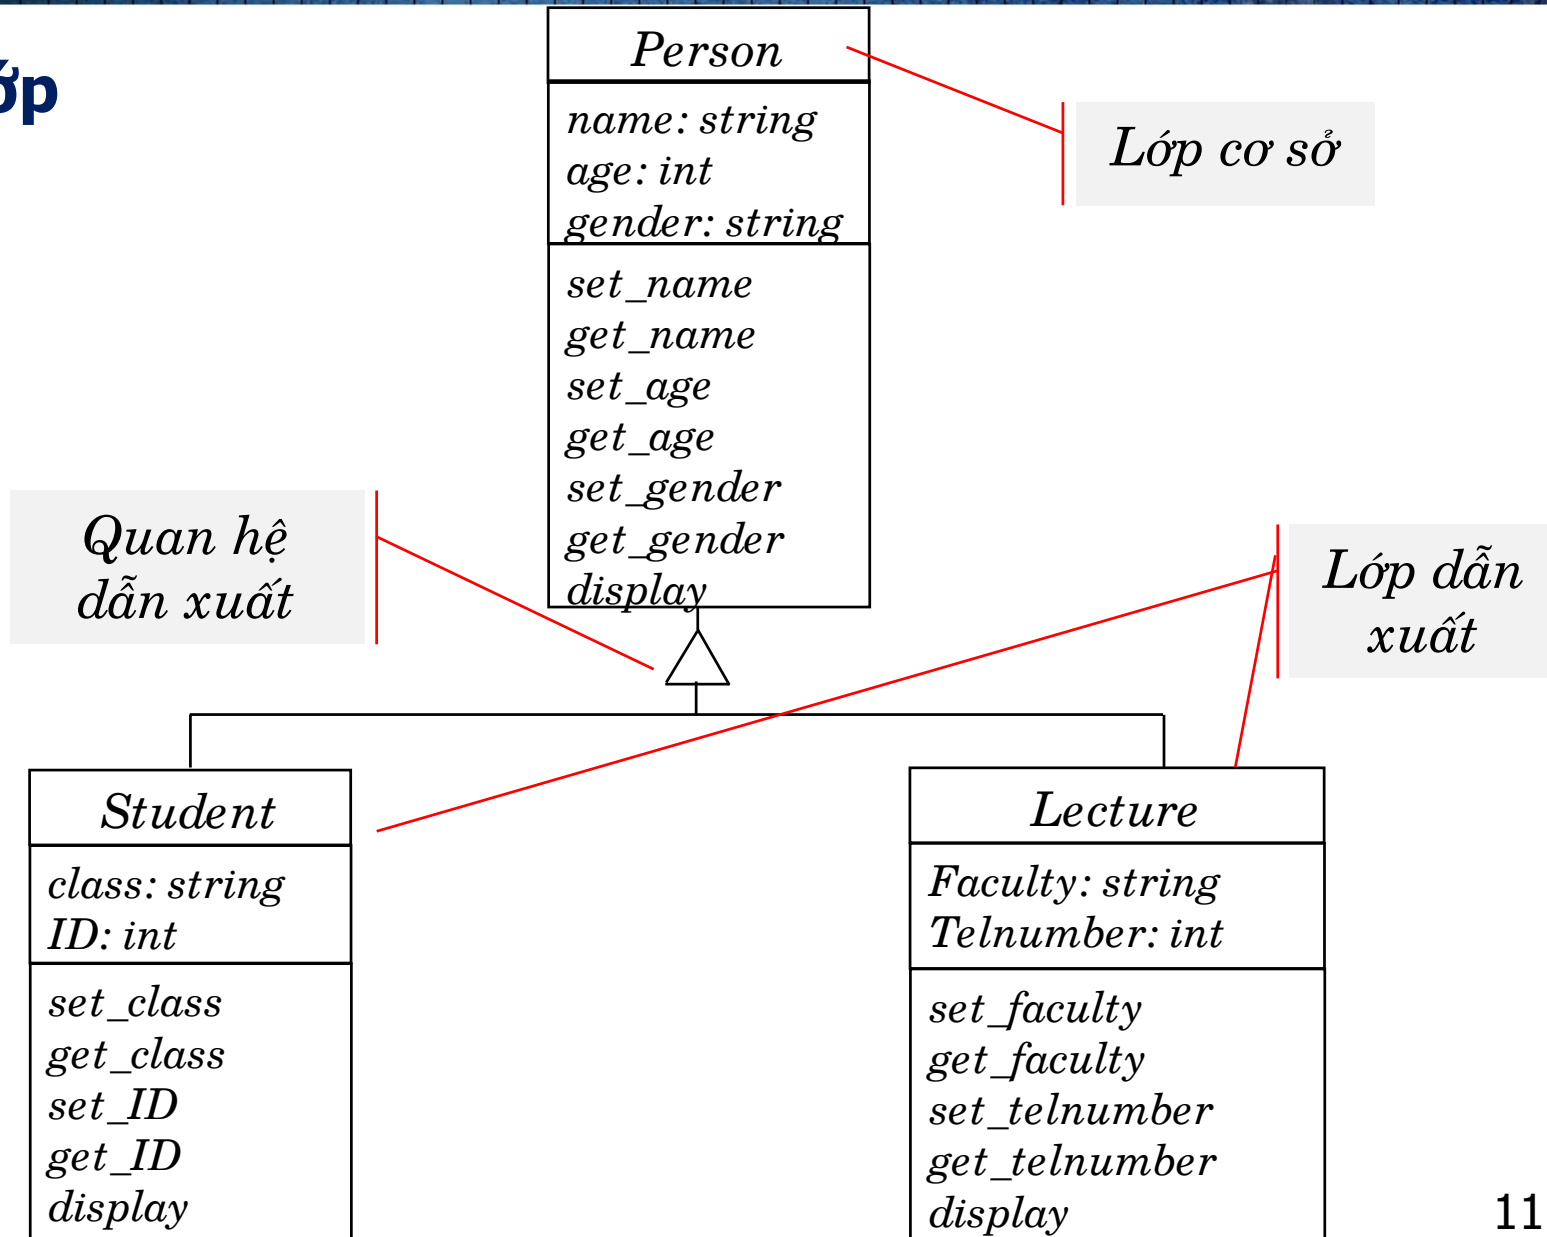 ớp
Person
name: string
age: int
gender: string
set_name
get_name
set_age
get_age
set_gender
get_gender
display
Lớp cơ sở
Quan hệ
dẫn xuất
Lớp dẫn
xuất
Student
class: string
ID: int
set_class
get_class
set_ID
get_ID
display
Lecture
Faculty: string
Telnumber: int
set_faculty
get_faculty
set_telnumber
get_telnumber
display
11